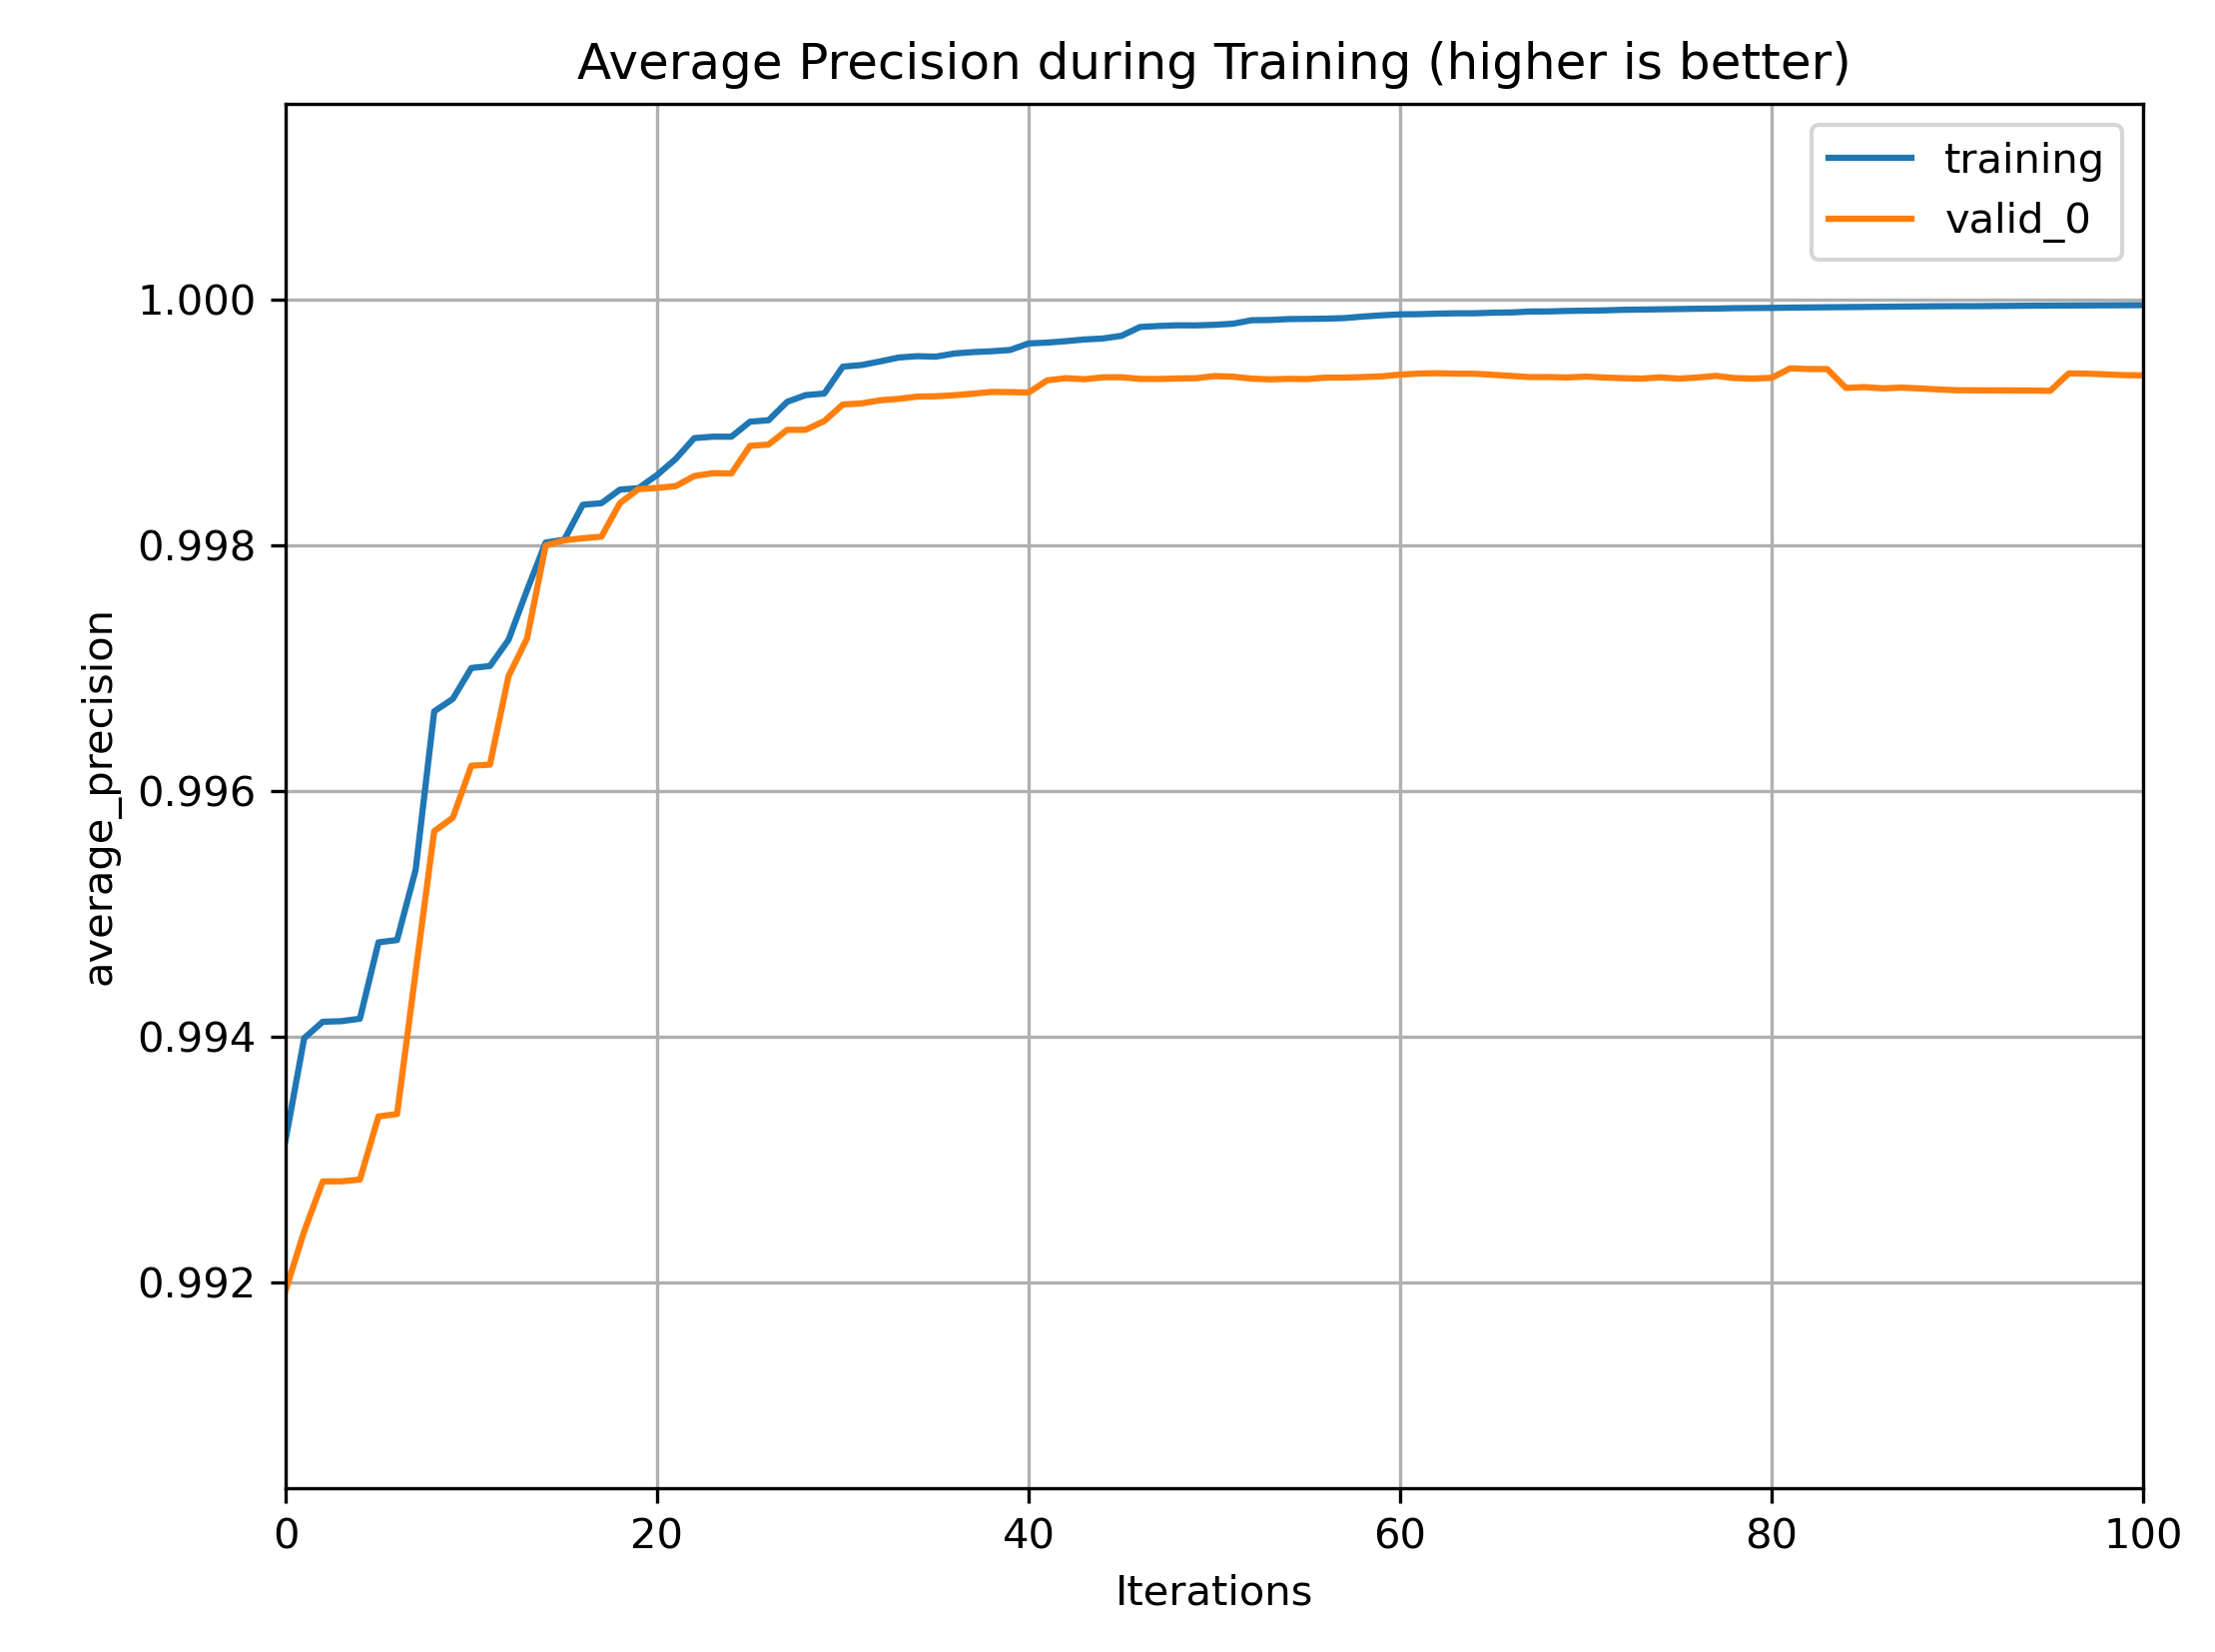 Average Precision during Training (higher is better)
training
valid_0
1.000
0.998
0.996
0.994
0.992
average_precision
0
20
40
60
80
100
Iterations